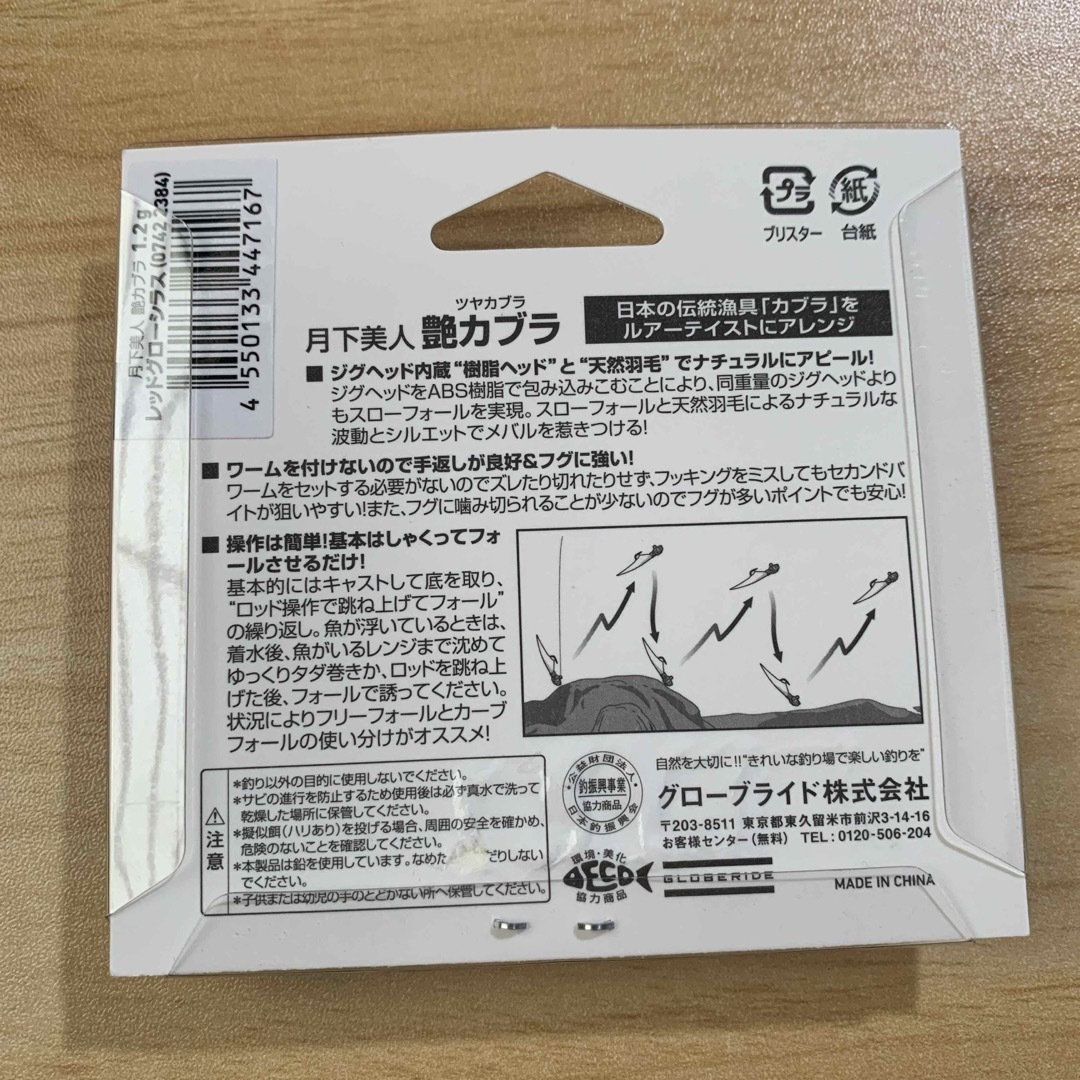 月下美人 艶カブラ 1.2g
レッドグローシラス (0742 2384)
4 550133 447167
プラ
ブリスター
紙
台紙
ツヤカブラ
月下美人 艶カブラ
日本の伝統漁具「カブラ」を
ルアーテイストにアレンジ
■ ジグヘッド内蔵“樹脂ヘッド”と“天然羽毛”でナチュラルにアピール!
ジグヘッドをABS樹脂で包み込みこむことにより、同重量のジグヘッドより
もスローフォールを実現。スローフォールと天然羽毛によるナチュラルな
波動とシルエットでメバルを惹きつける!
■ ワームを付けないので手返しが良好&フグに強い!
ワームをセットする必要がないのでズレたり切れたりせず、フッキングをミスしてもセカンドバ
イトが狙いやすい!また、フグに噛み切られることが少ないのでフグが多いポイントでも安心!
■ 操作は簡単!基本はしゃくってフォ
ールさせるだけ!
基本的にはキャストして底を取り、
“ロッド操作で跳ね上げてフォール”
の繰り返し。魚が浮いているときは、
着水後、魚がいるレンジまで沈めて
ゆっくりタダ巻きか、ロッドを跳ね上
げた後、フォールで誘ってください。
状況によりフリーフォールとカーブ
フォールの使い分けがオススメ!
注意
*釣り以外の目的に使用しないでください。
*サビの進行を防止するため使用後は必ず真水で洗って
乾燥した場所に保管してください。
*擬似餌(ハリあり)を投げる場合、周囲の安全を確かめ、
危険のないことを確認してください。
*本製品は鉛を使用しています。なめた だりしない
でください。
*子供または幼児の手のとどかない所へ保管してください。
公益財団法人
釣振興事業
協力商品
日本釣振興会
環境・美化
ECO
協力商品
自然を大切に!!“きれいな釣り場で楽しい釣りを”
グローブライド株式会社
〒203-8511 東京都東久留米市前沢3-14-16
お客様センター(無料) TEL:0120-506-204
GLOBERIDE
MADE IN CHINA